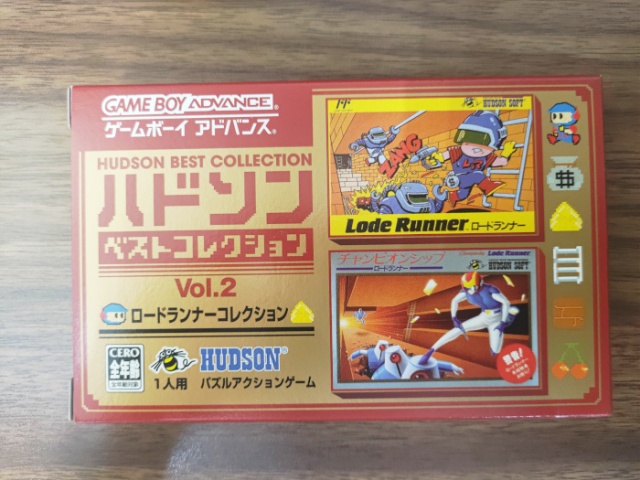 GAME BOY ADVANCE
ゲームボーイ アドバンス
HUDSON BEST COLLECTION
ハドソン
ベストコレクション
Vol.2
ロードランナーコレクション
CERO
全年齢
全年齢対象
HUDSON
1人用 パズルアクションゲーム
HUDSON SOFT
ZANG
Lode Runner ロードランナー
Lode Runner
チャンピオンシップ
ロードランナー
HUDSON SOFT